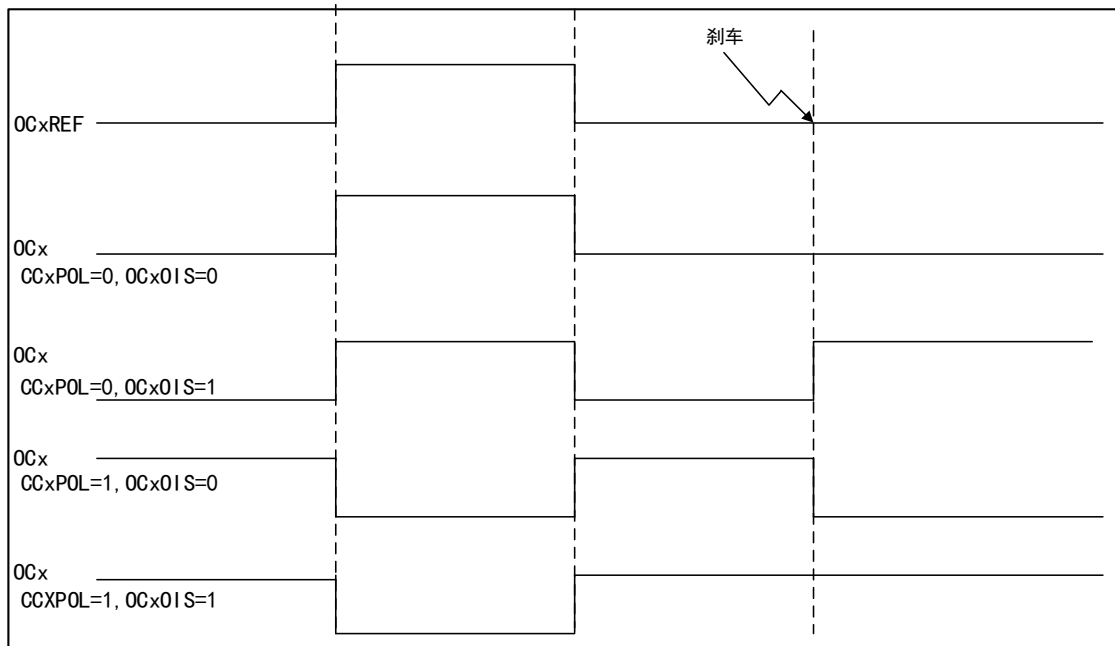 刹车
OCxREF
OCx
CCxPOL=0,OCxOIS=0
OCx
CCxPOL=0,OCxOIS=1
OCx
CCxPOL=1,OCxOIS=0
OCx
CCXPOL=1,OCxOIS=1